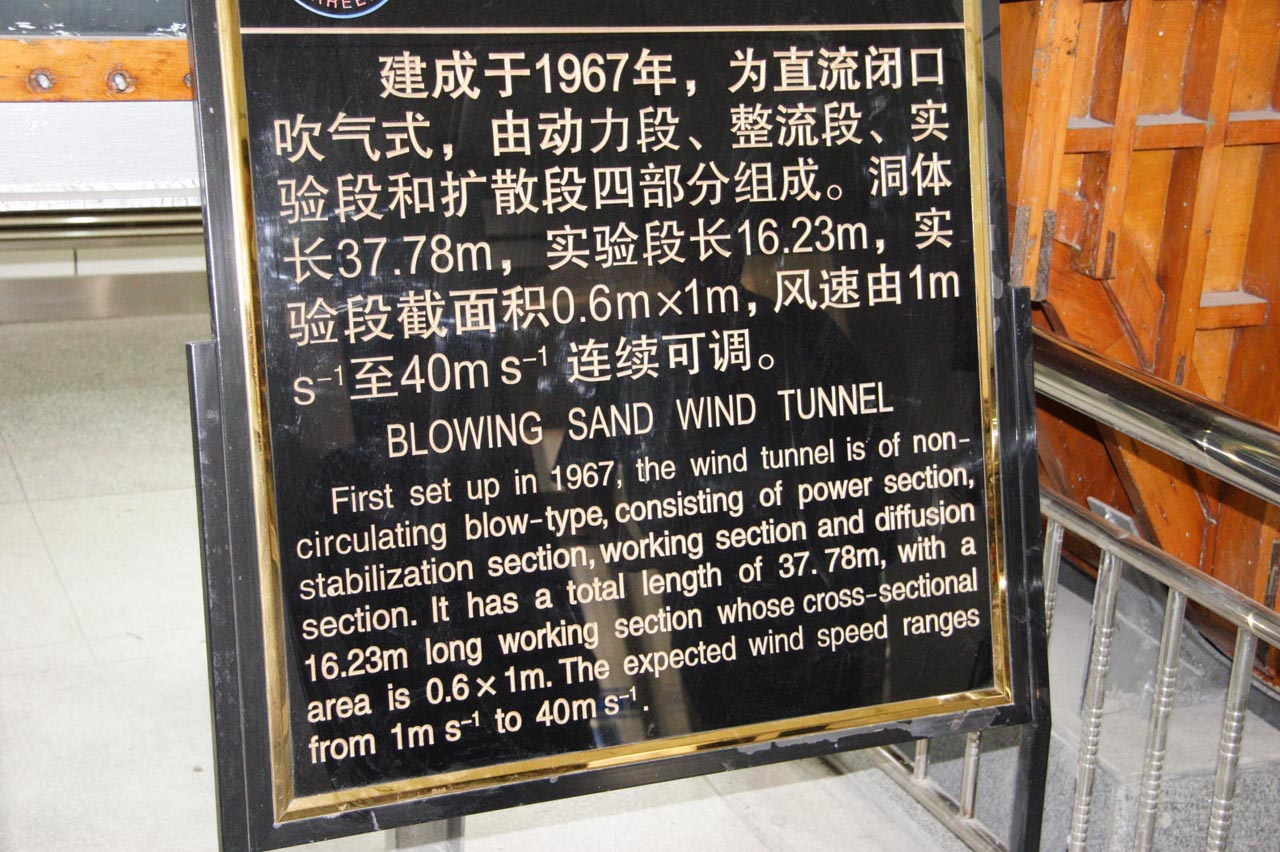 建成于1967年，为直流闭口
吹气式，由动力段、整流段、实
验段和扩散段四部分组成。洞体
长37.78m，实验段长16.23m，实
验段截面积0.6m×1m，风速由1m
s⁻¹至40m s⁻¹ 连续可调。
BLOWING SAND WIND TUNNEL
First set up in 1967, the wind tunnel is of non-
circulating blow-type, consisting of power section,
stabilization section, working section and diffusion
section. It has a total length of 37.78m, with a
16.23m long working section whose cross-sectional
area is 0.6×1m. The expected wind speed ranges
from 1m s⁻¹ to 40m s⁻¹.